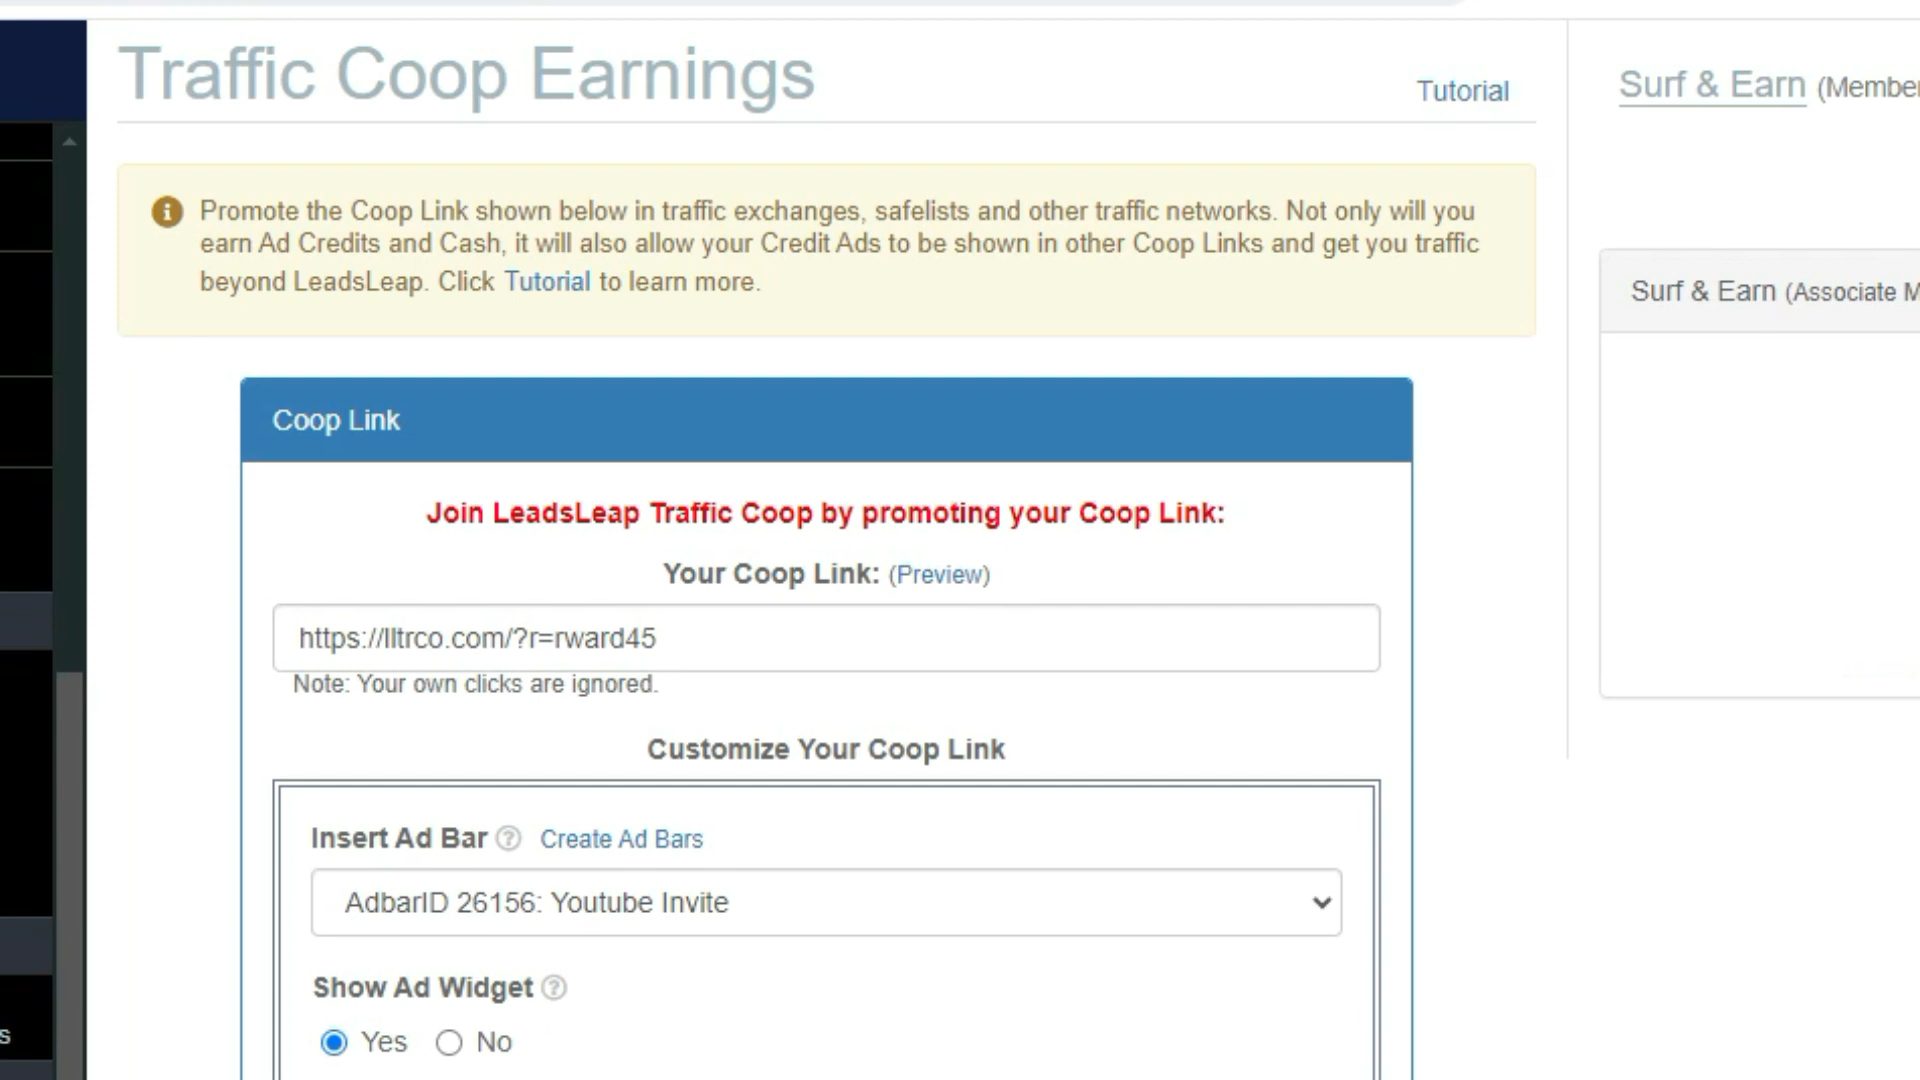 Traffic Coop Earnings
Tutorial
Surf & Earn (Member
Promote the Coop Link shown below in traffic exchanges, safelists and other traffic networks. Not only will you
earn Ad Credits and Cash, it will also allow your Credit Ads to be shown in other Coop Links and get you traffic
beyond LeadsLeap. Click Tutorial to learn more.
Surf & Earn (Associate M
Coop Link
Join LeadsLeap Traffic Coop by promoting your Coop Link:
Your Coop Link: (Preview)
https://lltrco.com/?r=rward45
Note: Your own clicks are ignored.
Customize Your Coop Link
Insert Ad Bar ? Create Ad Bars
AdbarID 26156: Youtube Invite
Show Ad Widget ?
s
Yes No